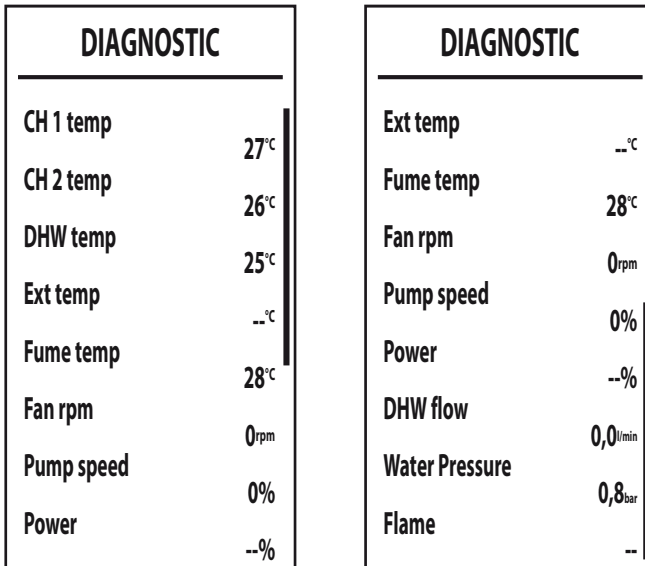 DIAGNOSTIC
CH 1 temp
27°C
CH 2 temp
26°C
DHW temp
25°C
Ext temp
--°C
Fume temp
28°C
Fan rpm
0rpm
Pump speed
0%
Power
--%
DIAGNOSTIC
Ext temp
--°C
Fume temp
28°C
Fan rpm
0rpm
Pump speed
0%
Power
--%
DHW flow
0,0l/min
Water Pressure
0,8bar
Flame
--